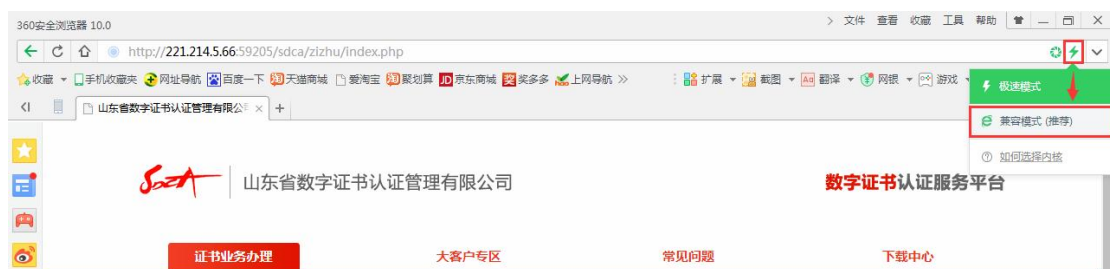 360安全浏览器 10.0
文件 查看 收藏 工具 帮助
http://221.214.5.66:59205/sdca/zizhu/index.php
收藏 手机收藏夹 网址导航 百度一下 天猫商城 爱淘宝 聚划算 京东商城 奖多多 上网导航 » 扩展 截图 翻译 网银 游戏
极速模式
山东省数字证书认证管理有限公 × +
兼容模式 (推荐)
如何选择内核
SDCA 山东省数字证书认证管理有限公司 数字证书认证服务平台
证书业务办理 大客户专区 常见问题 下载中心